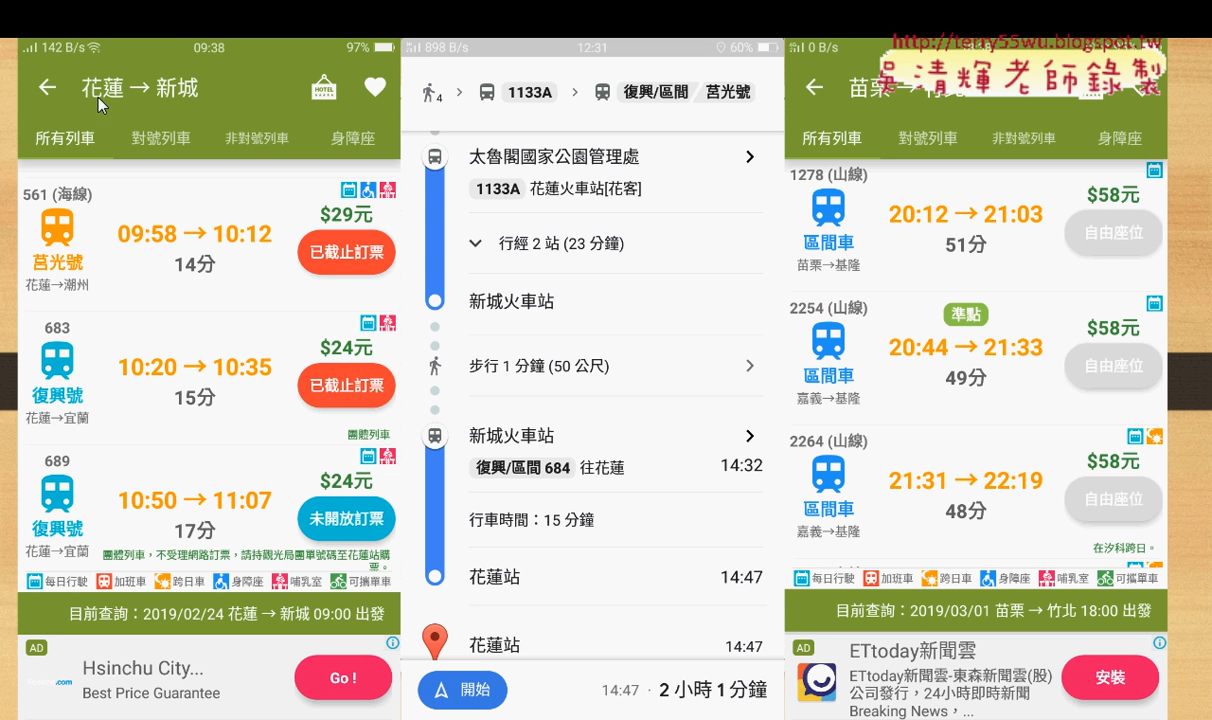 http://terry55wu.blogspot.tw
吳清輝老師錄製
142 B/s 09:38 97%
花蓮 → 新城
HOTEL
所有列車 對號列車 非對號列車 身障座
561 (海線)
莒光號
花蓮→潮州
09:58 → 10:12
14分
$29元
已截止訂票
683
復興號
花蓮→宜蘭
10:20 → 10:35
15分
$24元
已截止訂票
團體列車
689
復興號
花蓮→宜蘭
10:50 → 11:07
17分
$24元
未開放訂票
團體列車，不受理網路訂票，請持觀光局團單號碼至花蓮站購
票。
每日行駛 加班車 跨日車 身障座 哺乳室 可攜單車
目前查詢：2019/02/24 花蓮 → 新城 09:00 出發
AD
Hsinchu City...
Best Price Guarantee
Go !
898 B/s 12:31 60%
4 1133A 復興/區間 莒光號
太魯閣國家公園管理處
1133A 花蓮火車站[花客]
行經 2 站 (23 分鐘)
新城火車站
步行 1 分鐘 (50 公尺)
新城火車站
復興/區間 684 往花蓮 14:32
行車時間：15 分鐘
花蓮站 14:47
花蓮站 14:47
開始 14:47 · 2 小時 1 分鐘
0 B/s
苗栗 → 竹北
所有列車 對號列車 非對號列車 身障座
1278 (山線)
區間車
苗栗→基隆
20:12 → 21:03
51分
$58元
自由座位
2254 (山線)
區間車
嘉義→基隆
準點
20:44 → 21:33
49分
$58元
自由座位
2264 (山線)
區間車
嘉義→基隆
21:31 → 22:19
48分
$58元
自由座位
在汐科跨日。
每日行駛 加班車 跨日車 身障座 哺乳室 可攜單車
目前查詢：2019/03/01 苗栗 → 竹北 18:00 出發
AD
ETtoday新聞雲
ETtoday新聞雲-東森新聞雲(股)
公司發行，24小時即時新聞
Breaking News，...
安裝